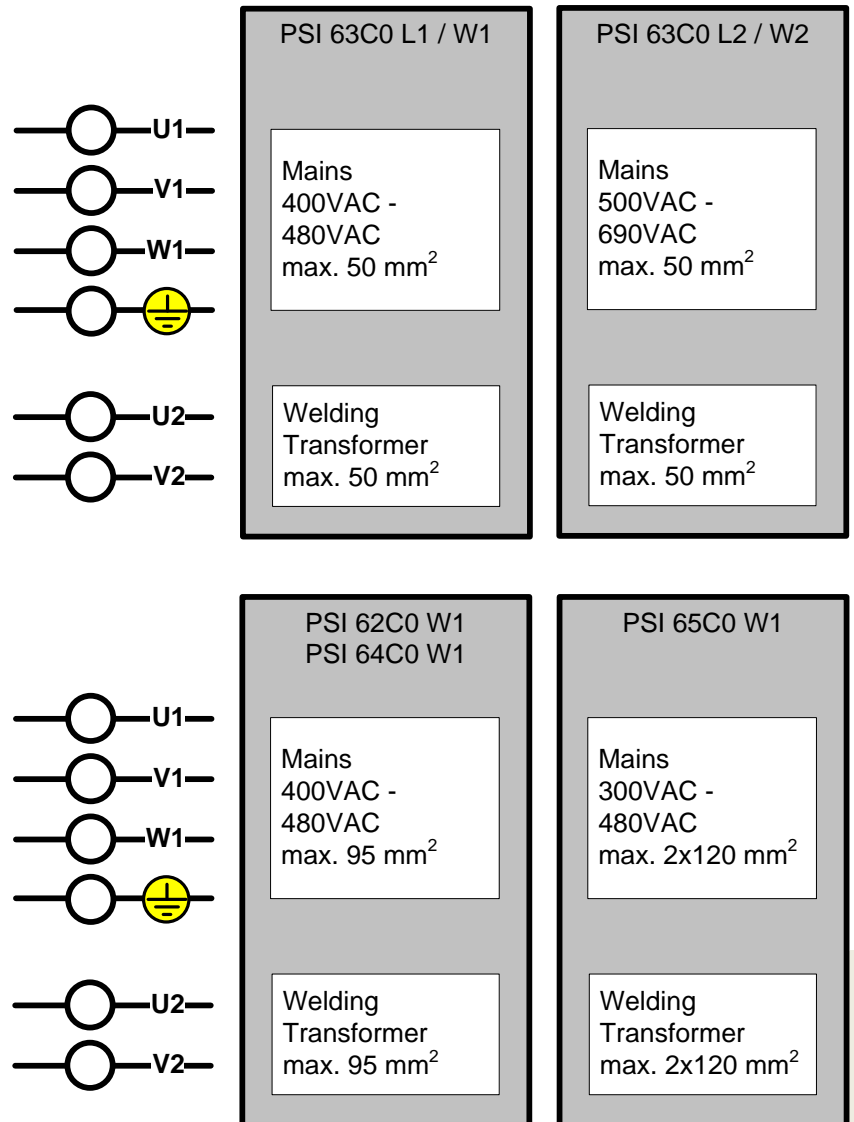 PSI 63C0 L1 / W1
U1
V1
W1
Mains
400VAC -
480VAC
max. 50 mm²
U2
V2
Welding
Transformer
max. 50 mm²
PSI 63C0 L2 / W2
Mains
500VAC -
690VAC
max. 50 mm²
Welding
Transformer
max. 50 mm²
PSI 62C0 W1
PSI 64C0 W1
U1
V1
W1
Mains
400VAC -
480VAC
max. 95 mm²
U2
V2
Welding
Transformer
max. 95 mm²
PSI 65C0 W1
Mains
300VAC -
480VAC
max. 2x120 mm²
Welding
Transformer
max. 2x120 mm²